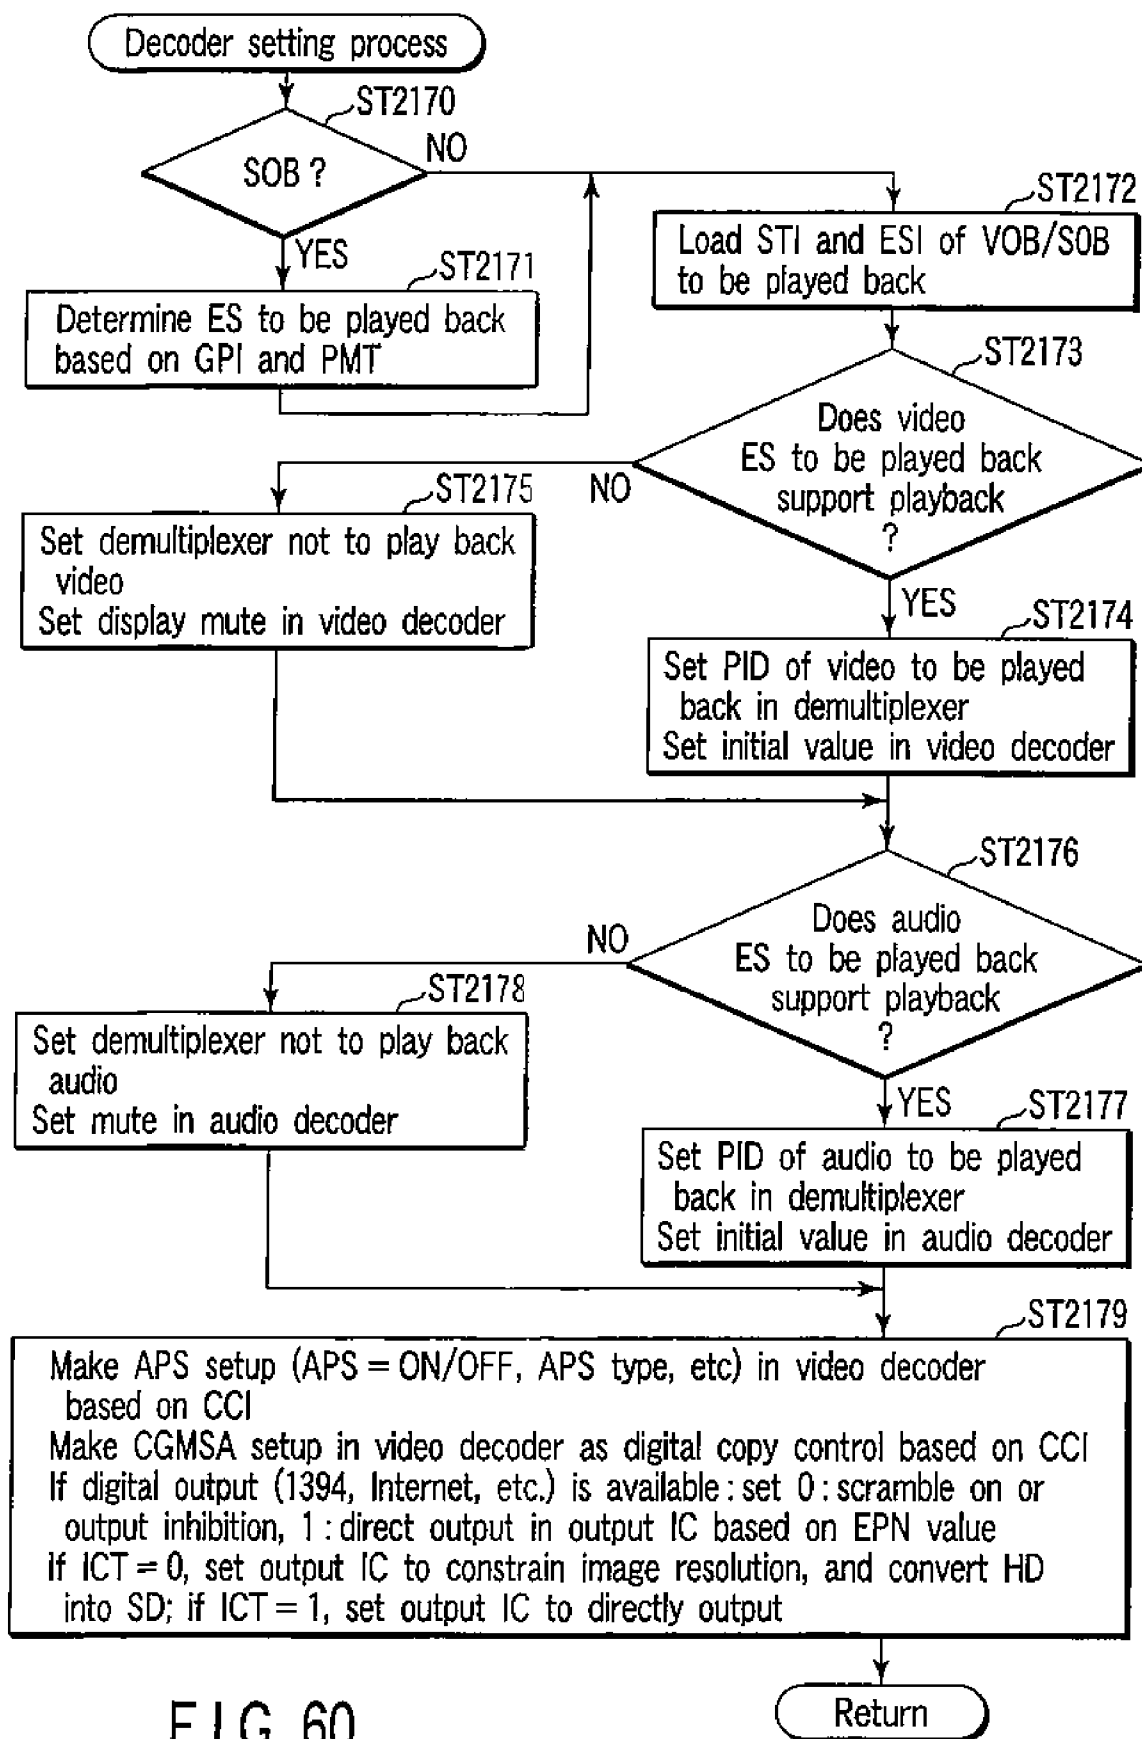 Decoder setting process
ST2170
SOB ?
NO
YES
ST2171
Determine ES to be played back
based on GPI and PMT
ST2172
Load STI and ESI of VOB/SOB
to be played back
ST2173
Does video
ES to be played back
support playback
?
NO
YES
ST2175
Set demultiplexer not to play back
video
Set display mute in video decoder
ST2174
Set PID of video to be played
back in demultiplexer
Set initial value in video decoder
ST2176
Does audio
ES to be played back
support playback
?
NO
YES
ST2178
Set demultiplexer not to play back
audio
Set mute in audio decoder
ST2177
Set PID of audio to be played
back in demultiplexer
Set initial value in audio decoder
ST2179
Make APS setup (APS = ON/OFF, APS type, etc) in video decoder
based on CCI
Make CGMSA setup in video decoder as digital copy control based on CCI
If digital output (1394, Internet, etc.) is available : set 0 : scramble on or
output inhibition, 1 : direct output in output IC based on EPN value
If ICT = 0, set output IC to constrain image resolution, and convert HD
into SD; if ICT = 1, set output IC to directly output
Return
FIG. 60